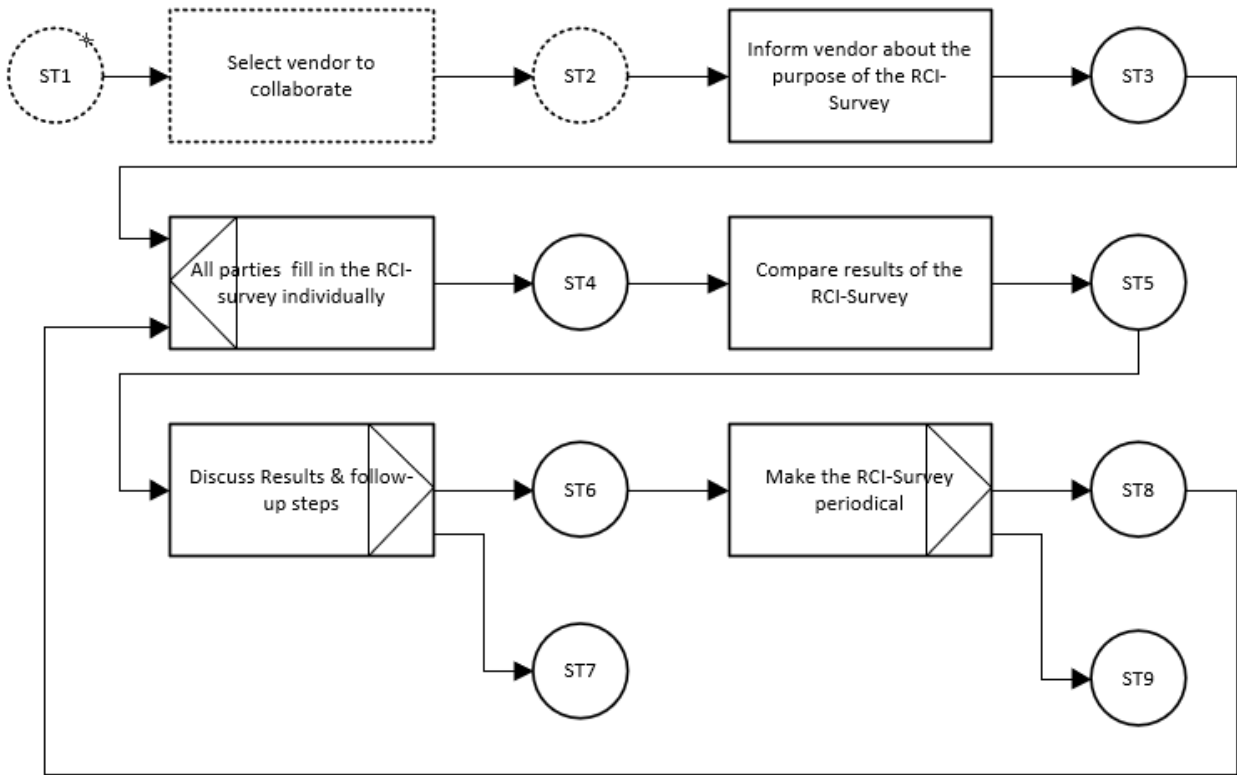 ST1
Select vendor to
collaborate
ST2
Inform vendor about the
purpose of the RCI-
Survey
ST3
All parties fill in the RCI-
survey individually
ST4
Compare results of the
RCI-Survey
ST5
Discuss Results & follow-
up steps
ST6
Make the RCI-Survey
periodical
ST8
ST7
ST9